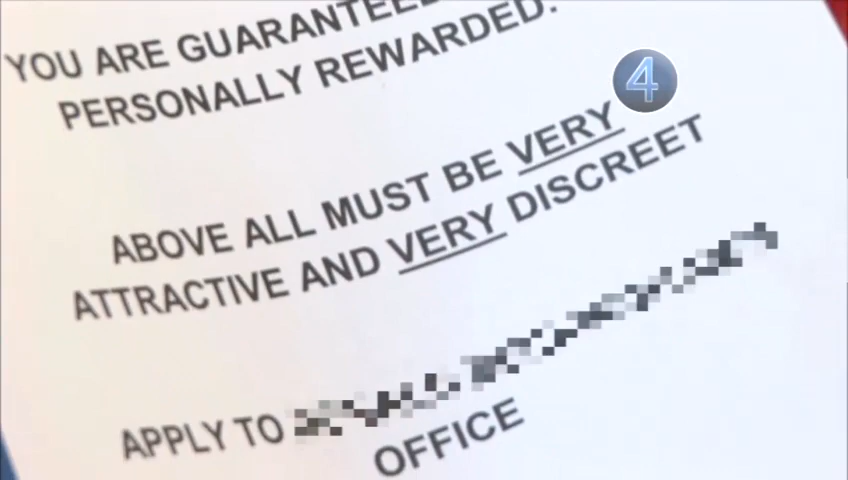 YOU ARE GUARANTEED
PERSONALLY REWARDED.
4
ABOVE ALL MUST BE VERY
ATTRACTIVE AND VERY DISCREET
APPLY TO
OFFICE